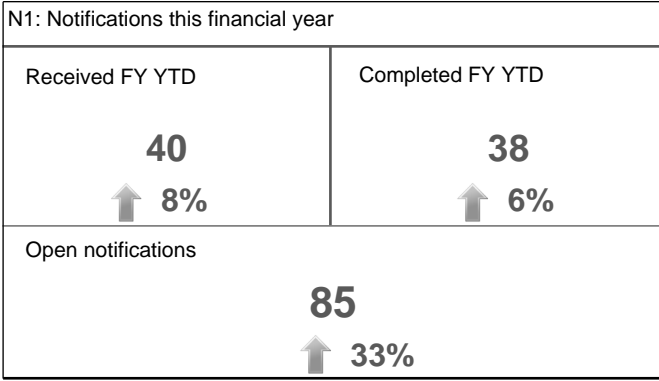 N1: Notifications this financial year
Received FY YTD
40
8%
Completed FY YTD
38
6%
Open notifications
85
33%